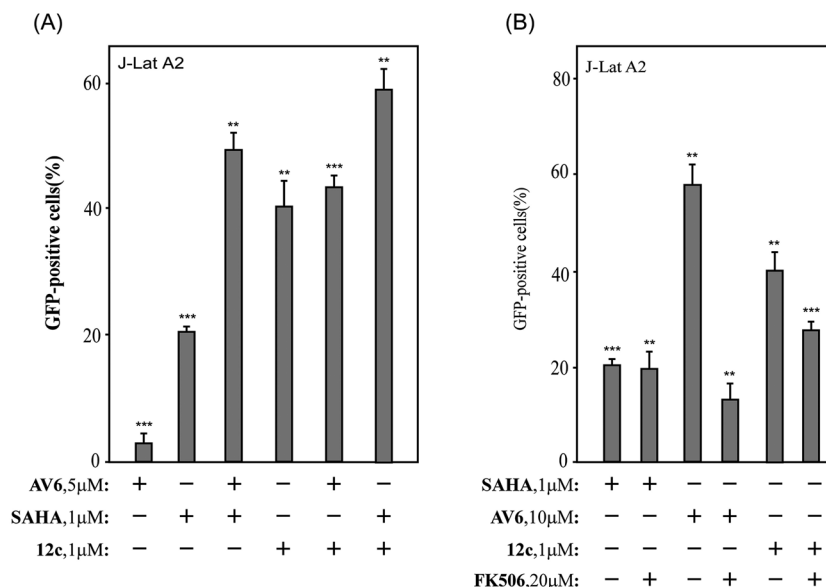 (A)
J-Lat A2
GFP-positive cells(%)
60
40
20
0
***
***
**
**
***
**
AV6,5μM: + − + − + −
SAHA,1μM: − + + − − +
12c,1μM: − − − + + +
(B)
J-Lat A2
GFP-positive cells(%)
80
60
40
20
0
***
**
**
**
**
***
SAHA,1μM: + + − − − −
AV6,10μM: − − + + − −
12c,1μM: − − − − + +
FK506,20μM: − + − + − +